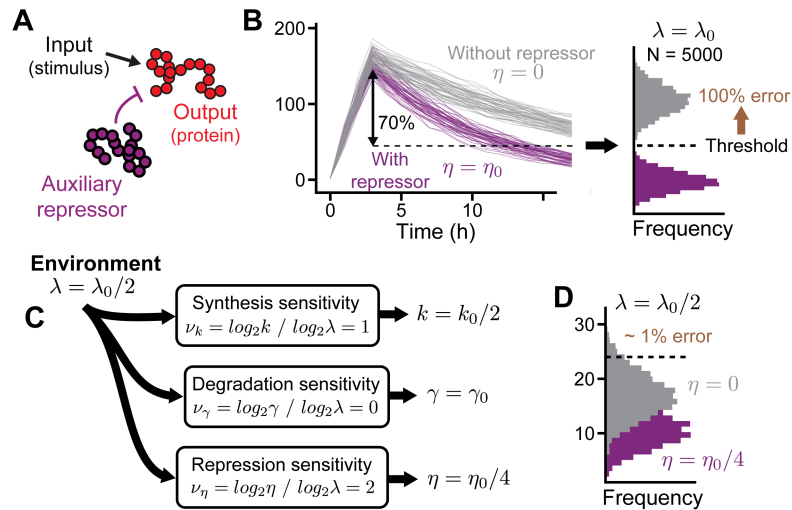 A
Input
(stimulus)
Output
(protein)
Auxiliary
repressor
B
200
100
0
0
5
10
Time (h)
Without repressor
η = 0
70%
With
repressor
η = η₀
λ = λ₀
N = 5000
100% error
Threshold
Frequency
C
Environment
λ = λ₀/2
Synthesis sensitivity
ν_k = log₂k / log₂λ = 1
k = k₀/2
Degradation sensitivity
ν_γ = log₂γ / log₂λ = 0
γ = γ₀
Repression sensitivity
ν_η = log₂η / log₂λ = 2
η = η₀/4
D
λ = λ₀/2
30
20
10
~ 1% error
η = 0
η = η₀/4
Frequency